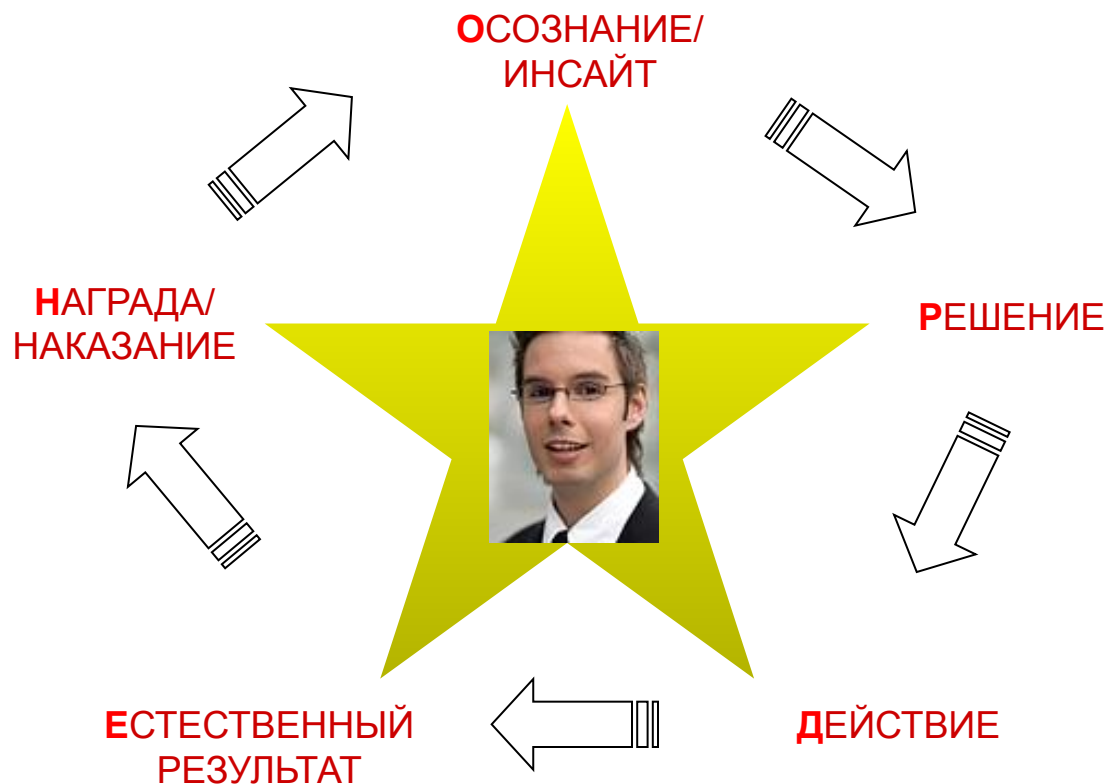 ОСОЗНАНИЕ/
ИНСАЙТ
РЕШЕНИЕ
ДЕЙСТВИЕ
ЕСТЕСТВЕННЫЙ
РЕЗУЛЬТАТ
НАГРАДА/
НАКАЗАНИЕ